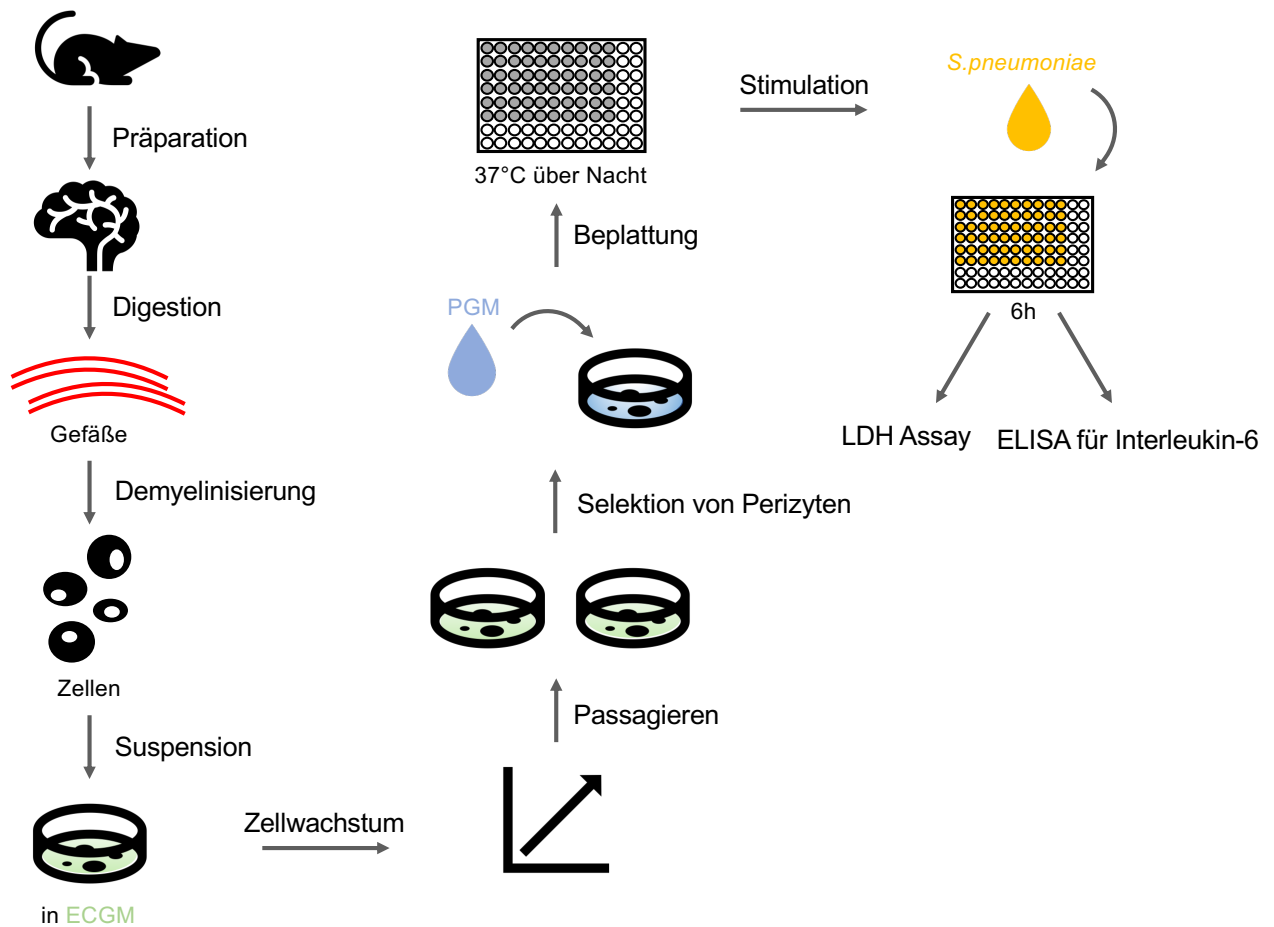 Präparation
Digestion
Gefäße
Demyelinisierung
Zellen
Suspension
in ECGM
Zellwachstum
Passagieren
Selektion von Perizyten
PGM
Beplattung
37°C über Nacht
Stimulation
S.pneumoniae
6h
LDH Assay
ELISA für Interleukin-6